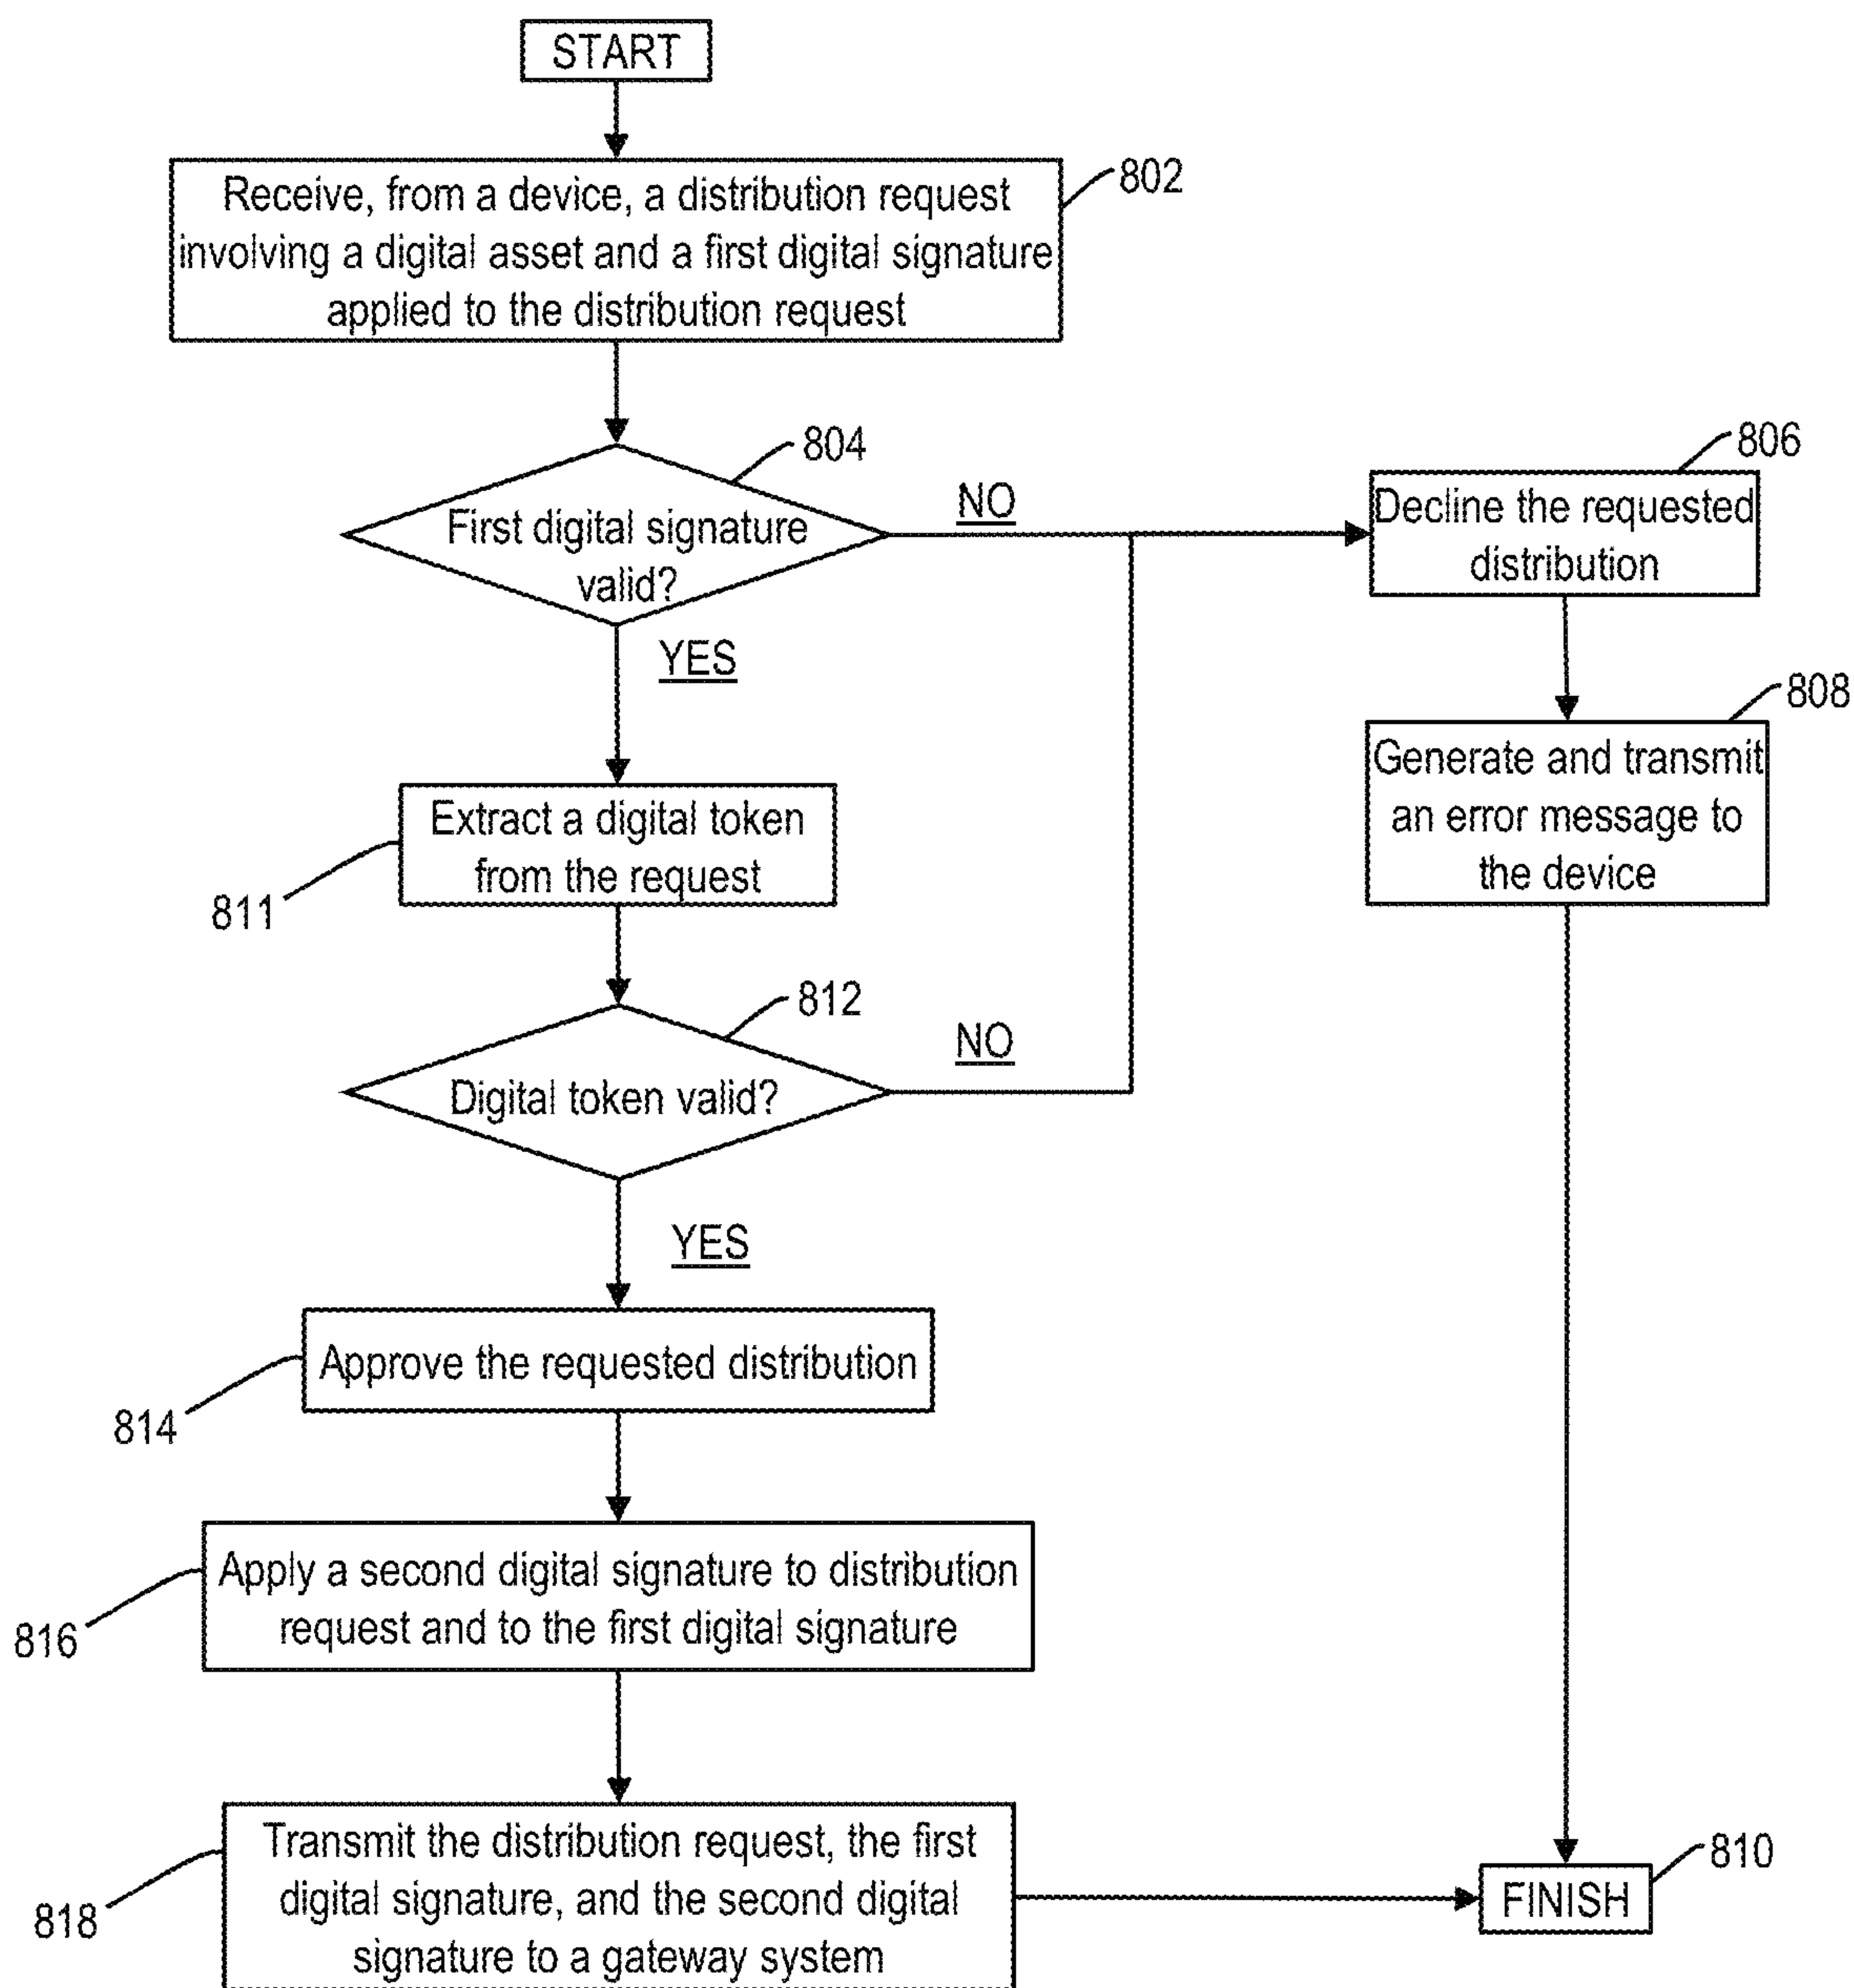 START
Receive, from a device, a distribution request
involving a digital asset and a first digital signature
applied to the distribution request
802
804
First digital signature
valid?
NO
YES
806
Decline the requested
distribution
808
Generate and transmit
an error message to
the device
Extract a digital token
from the request
811
812
Digital token valid?
NO
YES
Approve the requested distribution
814
Apply a second digital signature to distribution
request and to the first digital signature
816
Transmit the distribution request, the first
digital signature, and the second digital
signature to a gateway system
818
810
FINISH